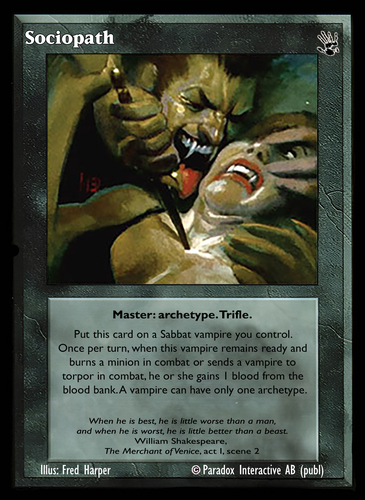 Sociopath
Master: archetype. Trifle.
Put this card on a Sabbat vampire you control.
Once per turn, when this vampire remains ready and
burns a minion in combat or sends a vampire to
torpor in combat, he or she gains 1 blood from the
blood bank. A vampire can have only one archetype.
When he is best, he is little worse than a man,
and when he is worst, he is little better than a beast.
William Shakespeare,
The Merchant of Venice, act 1, scene 2
Illus: Fred Harper © Paradox Interactive AB (publ)